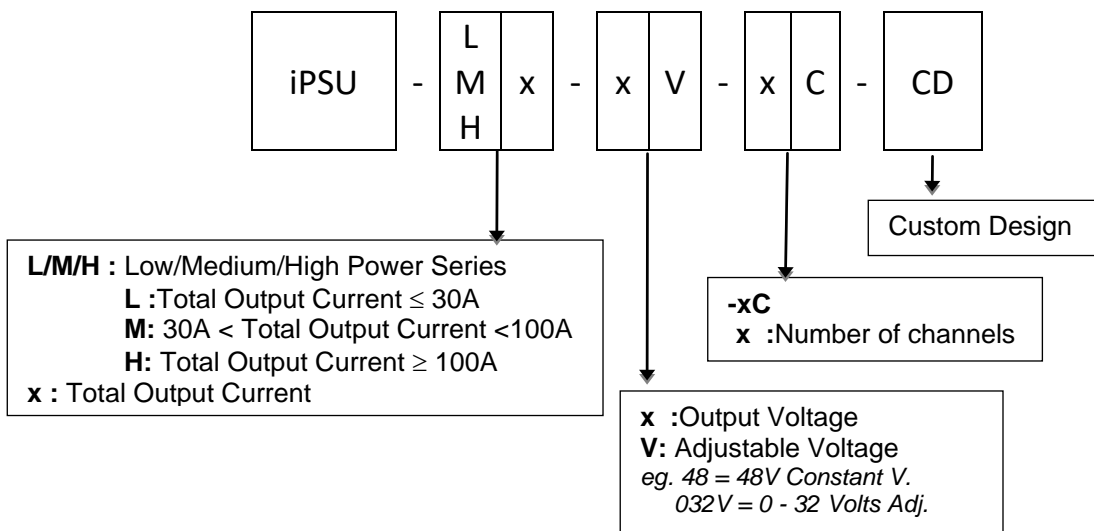 L
iPSU - M x - x V - x C - CD
H
Custom Design
L/M/H : Low/Medium/High Power Series
L :Total Output Current ≤ 30A
M: 30A < Total Output Current <100A
H: Total Output Current ≥ 100A
x : Total Output Current
-xC
x :Number of channels
x :Output Voltage
V: Adjustable Voltage
eg. 48 = 48V Constant V.
032V = 0 - 32 Volts Adj.